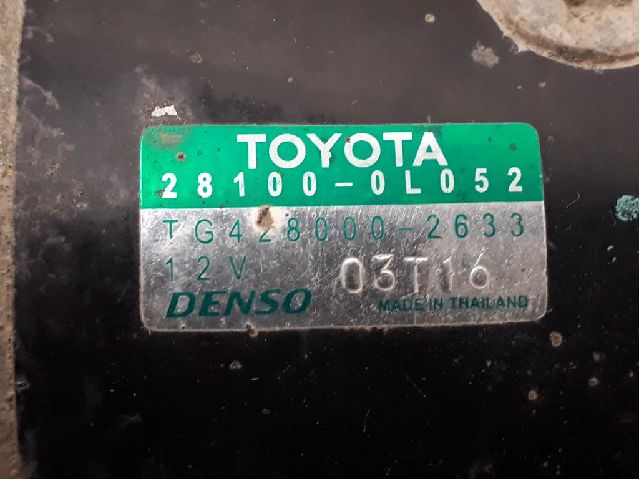 TOYOTA
28100-0L052
TG428000-2633
12V 03T16
DENSO MADE IN THAILAND